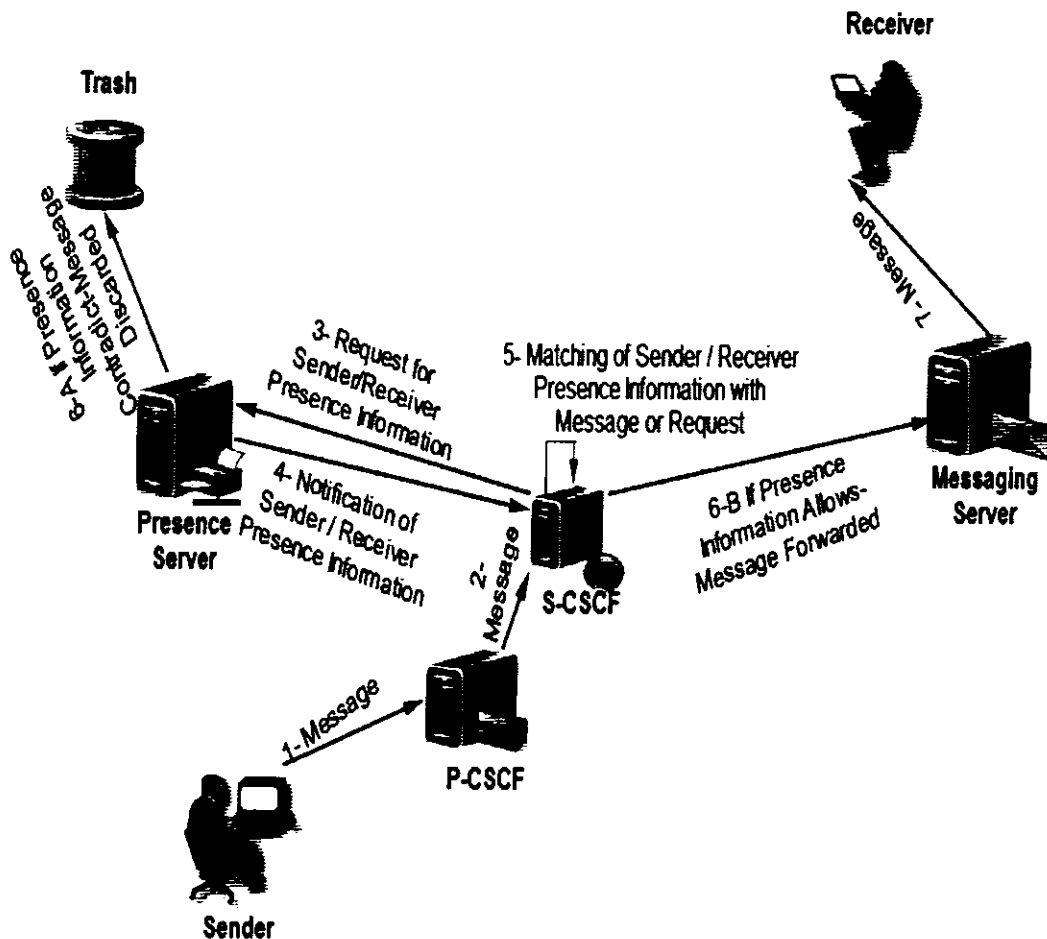 Receiver
Trash
6-A If Presence
Information
Contradict-Message
Discarded
3- Request for
Sender/Receiver
Presence Information
5- Matching of Sender / Receiver
Presence Information with
Message or Request
7- Message
Presence
Server
4- Notification of
Sender / Receiver
Presence Information
6-B If Presence
Information Allows-
Message Forwarded
Messaging
Server
2-
Message
S-CSCF
1- Message
P-CSCF
Sender